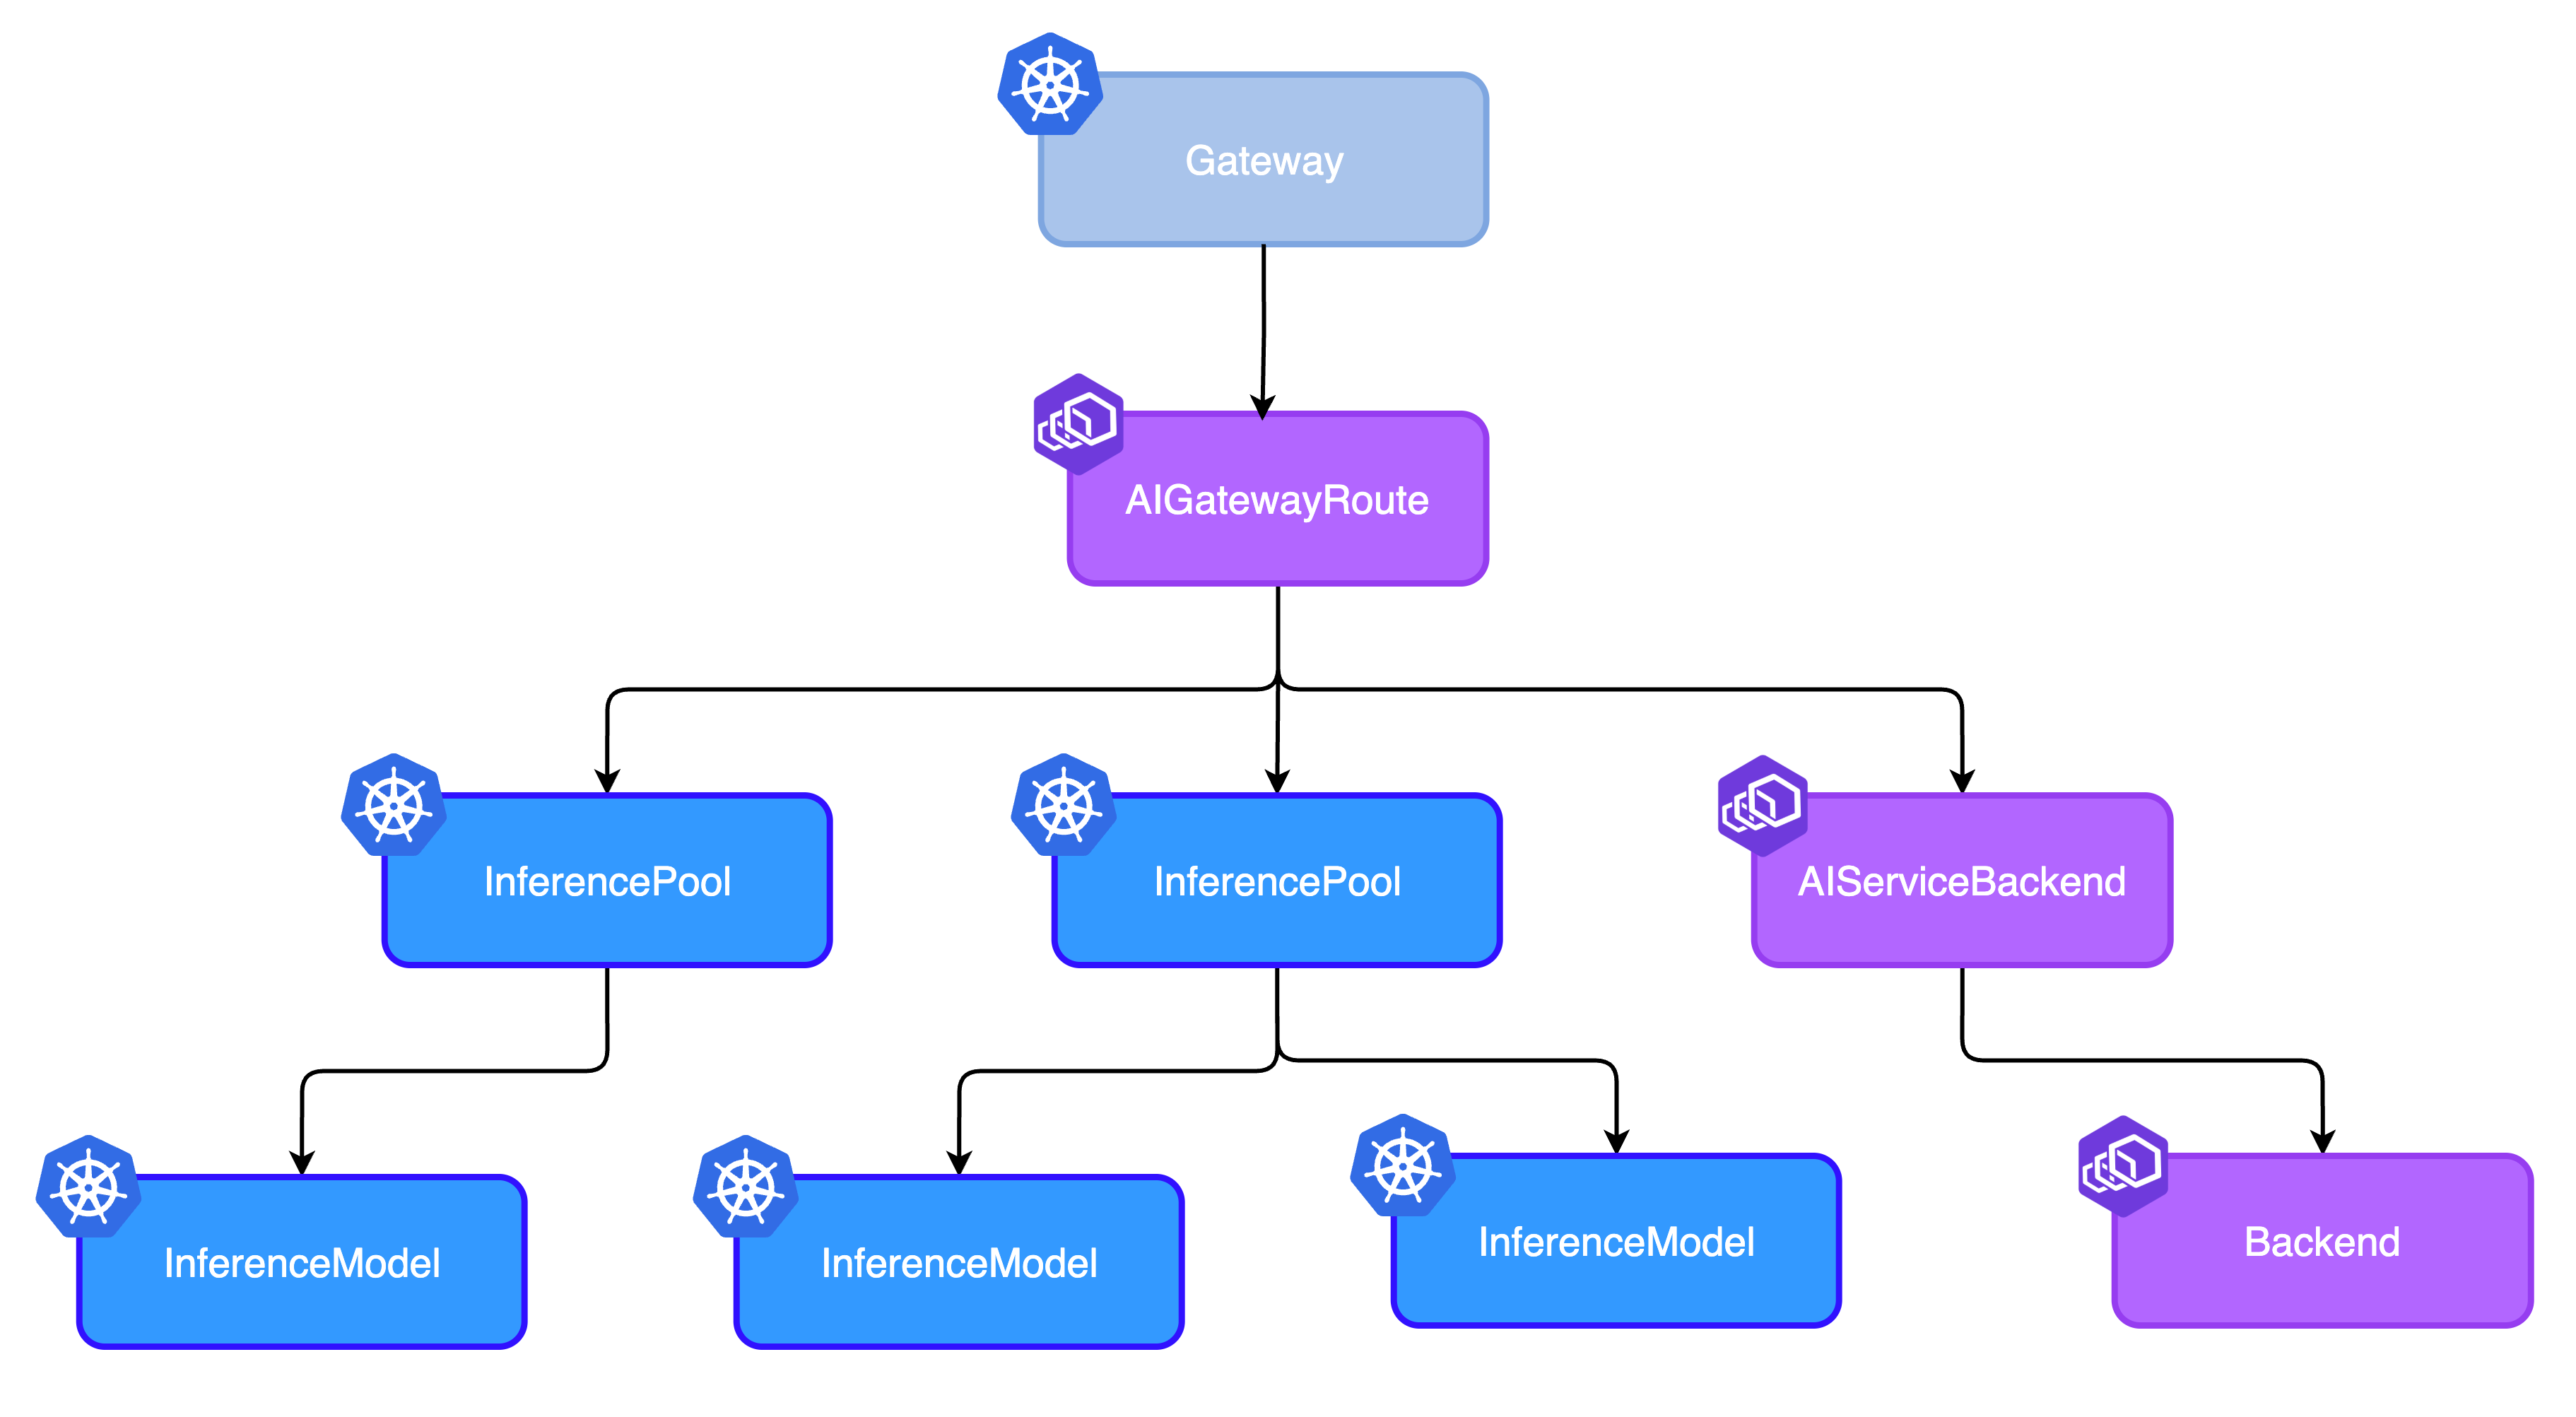 Gateway
AIGatewayRoute
InferencePool
InferencePool
AIServiceBackend
InferenceModel
InferenceModel
InferenceModel
Backend